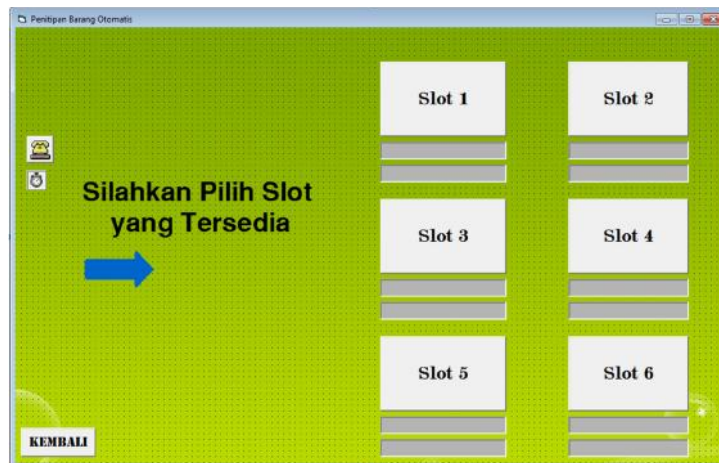 Penitipan Barang Otomatis
Silahkan Pilih Slot
yang Tersedia
Slot 1
Slot 2
Slot 3
Slot 4
Slot 5
Slot 6
KEMBALI